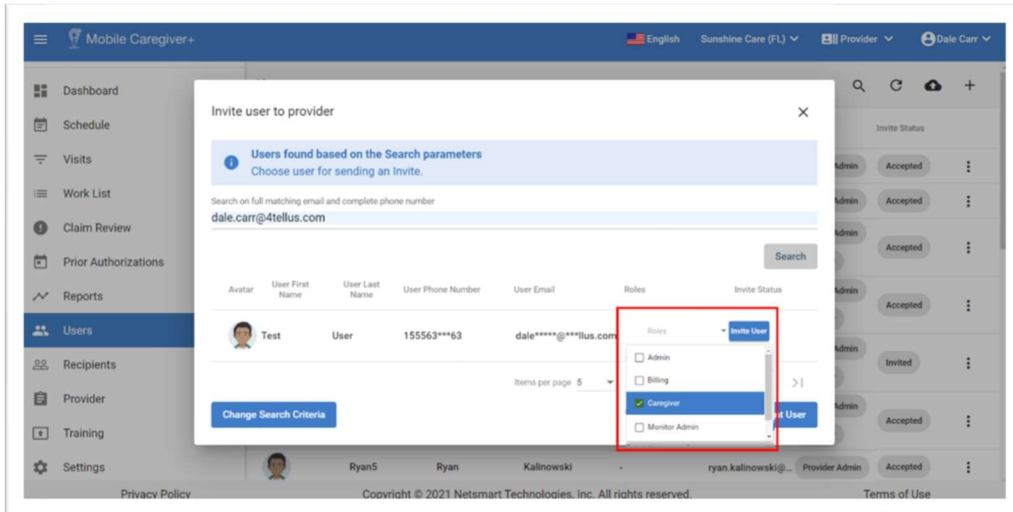 Mobile Caregiver+
English Sunshine Care (FL) Provider Dale Carr
Dashboard
Schedule
Visits
Work List
Claim Review
Prior Authorizations
Reports
Users
Recipients
Provider
Training
Settings
Invite user to provider
Users found based on the Search parameters
Choose user for sending an Invite.
Search on full matching email and complete phone number
dale.carr@4tellus.com
Search
Avatar User First Name User Last Name User Phone Number User Email Roles Invite Status
Test User 155563***63 dale*****@***llus.com Roles Invite User
Admin
Billing
Caregiver
Monitor Admin
Items per page 5
Change Search Criteria
User
Invite Status
Admin Accepted
Admin Accepted
Admin
Accepted
Admin
Accepted
Admin
Invited
Admin
Accepted
Ryan5 Ryan Kalinowski - ryan.kalinowski@... Provider Admin Accepted
Privacy Policy Copyright © 2021 Netsmart Technologies, Inc. All rights reserved. Terms of Use